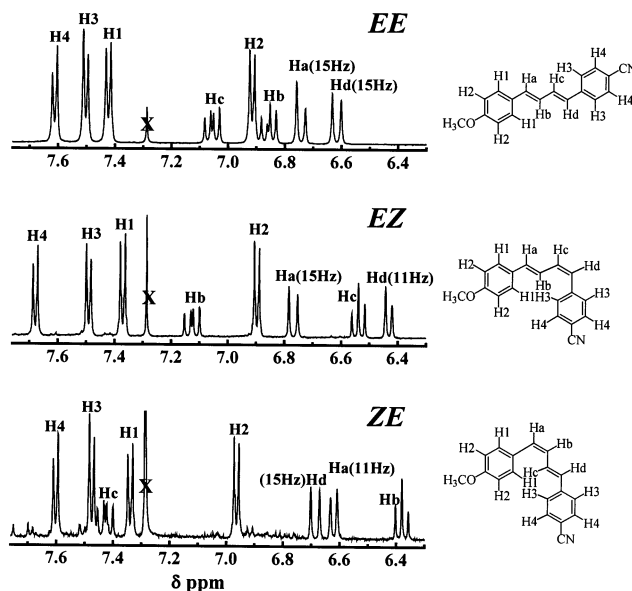 EE
H4 H3 H1 X Hc H2 Hb Ha(15Hz) Hd(15Hz)
7.6 7.4 7.2 7.0 6.8 6.6 6.4
H4
CN
H3
H1 Ha Hc
H2
H4
Hb Hd
H3
H1
H3CO
H2
EZ
H4 H3 H1 X Hb H2 Ha(15Hz) Hc Hd(11Hz)
7.6 7.4 7.2 7.0 6.8 6.6 6.4
H1 Ha Hc
H2 Hd
Hb
H1 H3 H3
H3CO
H2 H4 H4
CN
ZE
H4 H3 Hc H1 X H2 (15Hz)Hd Ha(11Hz) Hb
7.6 7.4 7.2 7.0 6.8 6.6 6.4
δ ppm
Ha
H1 Hb
H2
Hc Hd
H1
H3CO H3 H3
H2
H4 H4
CN